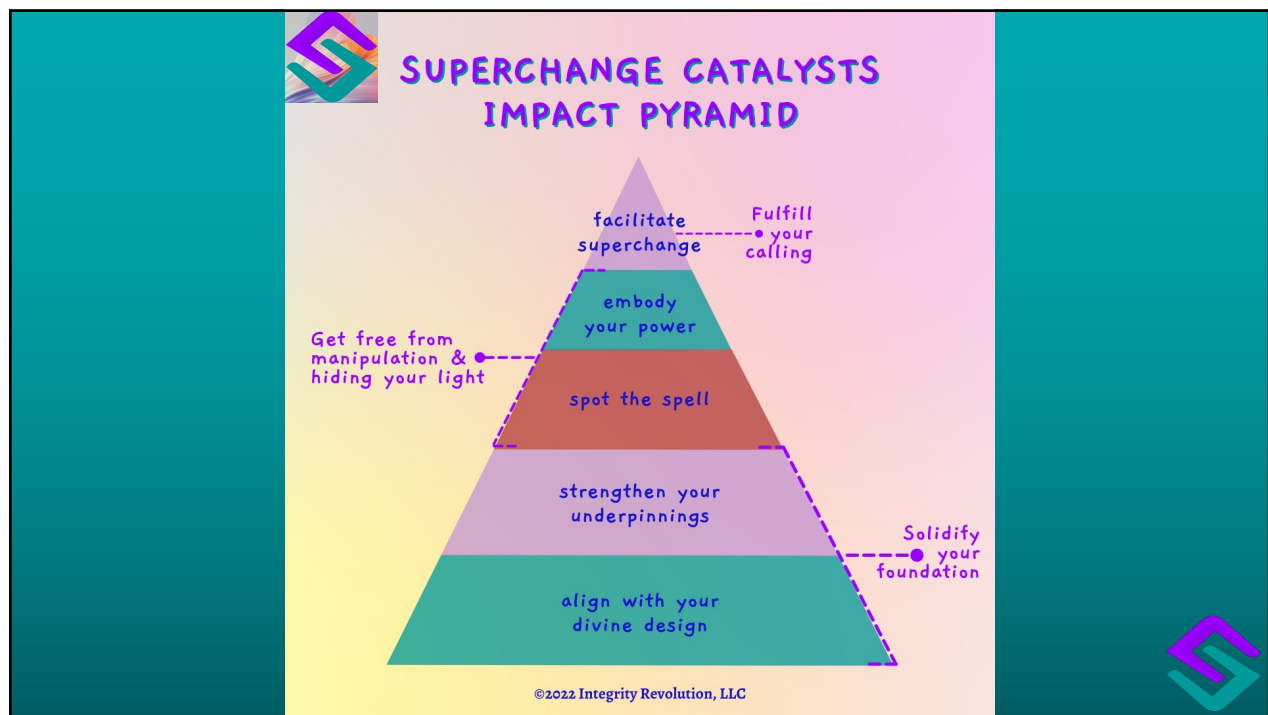 SUPERCHANGE CATALYSTS
IMPACT PYRAMID
facilitate
superchange
Fulfill
your
calling
embody
your power
Get free from
manipulation &
hiding your light
spot the spell
strengthen your
underpinnings
Solidify
your
foundation
align with your
divine design
©2022 Integrity Revolution, LLC